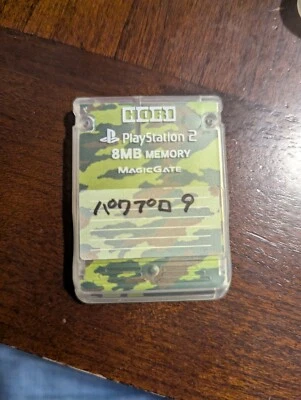 HORI
PlayStation 2
8MB MEMORY
MAGICGATE
パワプロ 9